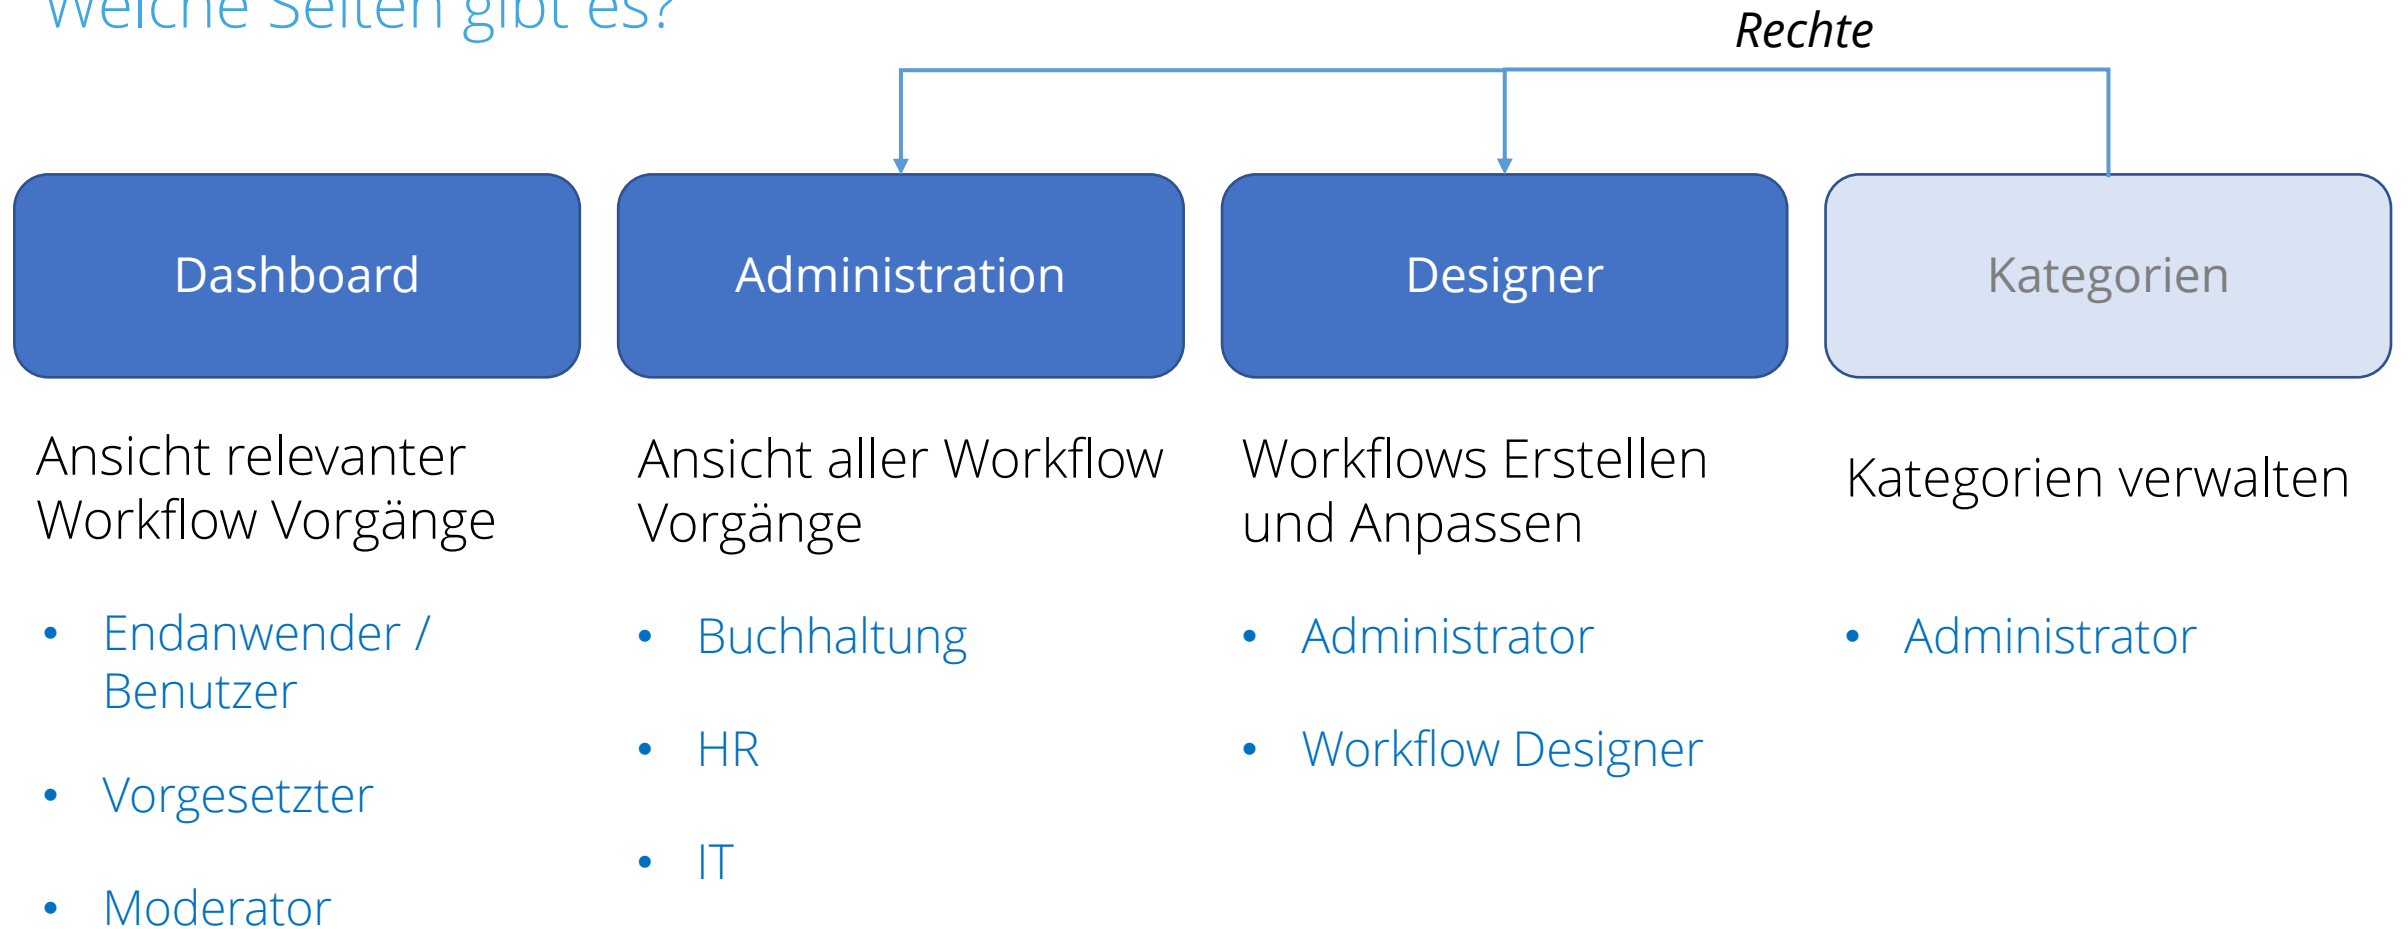 Welche Seiten gibt es?
Rechte
Dashboard
Administration
Designer
Kategorien
Ansicht relevanter
Workflow Vorgänge
• Endanwender /
Benutzer
• Vorgesetzter
• Moderator
Ansicht aller Workflow
Vorgänge
• Buchhaltung
• HR
• IT
Workflows Erstellen
und Anpassen
• Administrator
• Workflow Designer
Kategorien verwalten
• Administrator